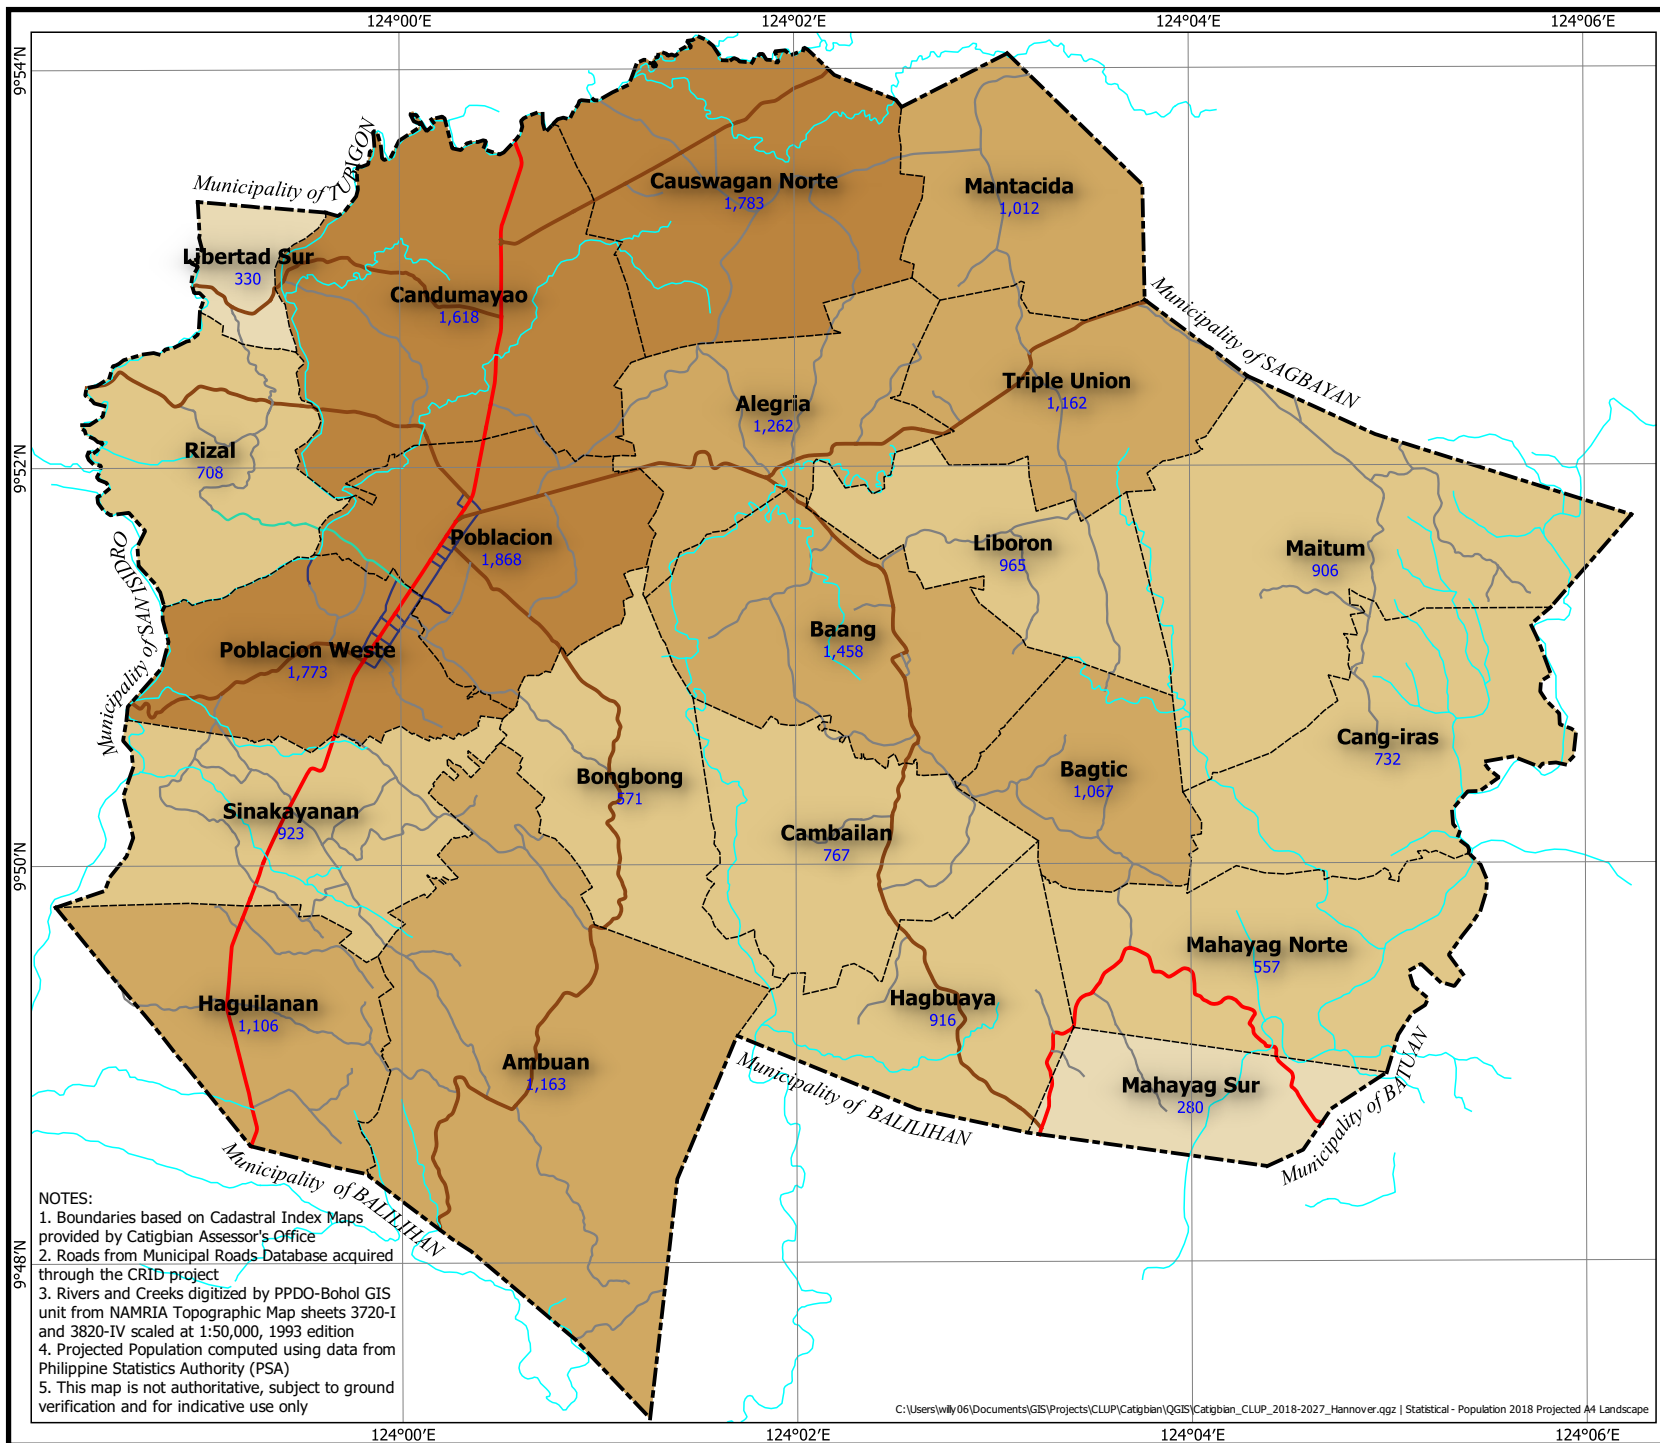 124°00'E
124°02'E
124°04'E
124°06'E
9°54'N
Municipality of TUBIGON
Causwagan Norte
1,783
Mantacida
1,012
Libertad Sur
330
Candumayao
1,618
Municipality of SAGBAYAN
Triple Union
1,162
Alegria
1,262
Rizal
708
9°52'N
Poblacion
1,868
Liboron
965
Maitum
906
Municipality of SAN ISIDRO
Baang
1,458
Poblacion Weste
1,773
Cang-iras
732
Bagtic
1,067
Bongbong
571
Sinakayanan
923
Cambailan
767
9°50'N
Mahayag Norte
557
Haguilanan
1,106
Hagbuaya
916
Ambuan
1,163
Mahayag Sur
280
Municipality of BALILIHAN
Municipality of BATUAN
Municipality of BALILIHAN
9°48'N
NOTES:
1. Boundaries based on Cadastral Index Maps
provided by Catigbian Assessor's Office
2. Roads from Municipal Roads Database acquired
through the CRID project
3. Rivers and Creeks digitized by PPDO-Bohol GIS
unit from NAMRIA Topographic Map sheets 3720-I
and 3820-IV scaled at 1:50,000, 1993 edition
4. Projected Population computed using data from
Philippine Statistics Authority (PSA)
5. This map is not authoritative, subject to ground
verification and for indicative use only
C:\Users\willy06\Documents\GIS\Projects\CLUP\Catigbian\QGIS\Catigbian_CLUP_2018-2027_Hannover.qgz | Statistical - Population 2018 Projected A4 Landscape
124°00'E
124°02'E
124°04'E
124°06'E